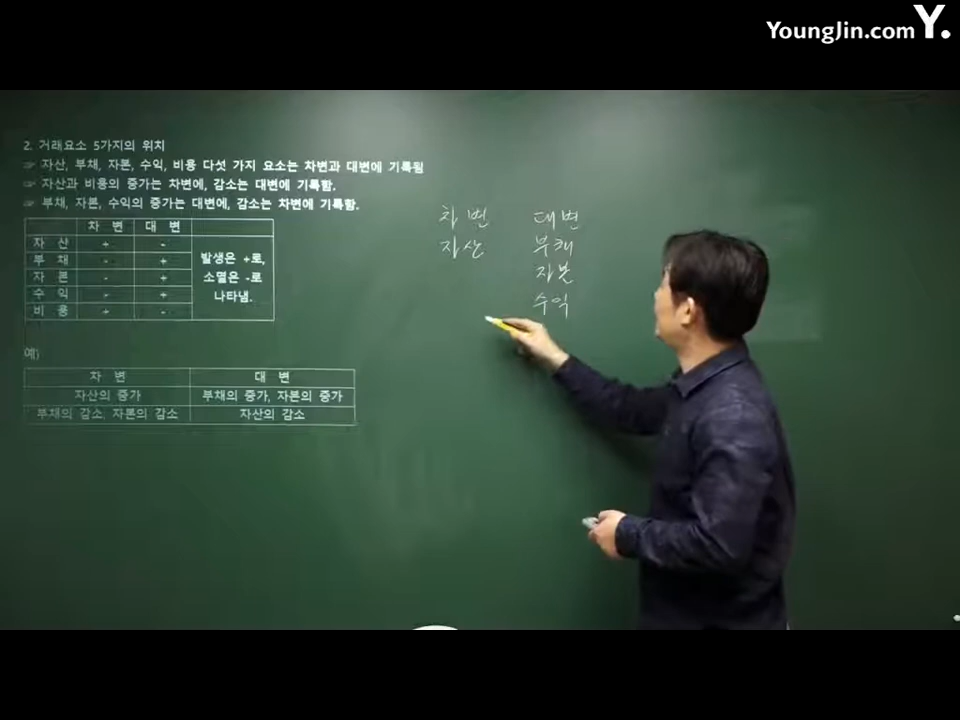 YoungJin.com Y.
2. 거래요소 5가지의 위치
☞ 자산, 부채, 자본, 수익, 비용 다섯 가지 요소는 차변과 대변에 기록됨
☞ 자산과 비용의 증가는 차변에, 감소는 대변에 기록함.
☞ 부채, 자본, 수익의 증가는 대변에, 감소는 차변에 기록함.
차 변 대 변
자 산 + -
부 채 - +
자 본 - +
수 익 - +
비 용 + -
발생은 +로,
소멸은 -로
나타냄.
예)
차 변 대 변
자산의 증가 부채의 증가, 자본의 증가
부채의 감소, 자본의 감소 자산의 감소
차변 대변
자산 부채
자본
수익